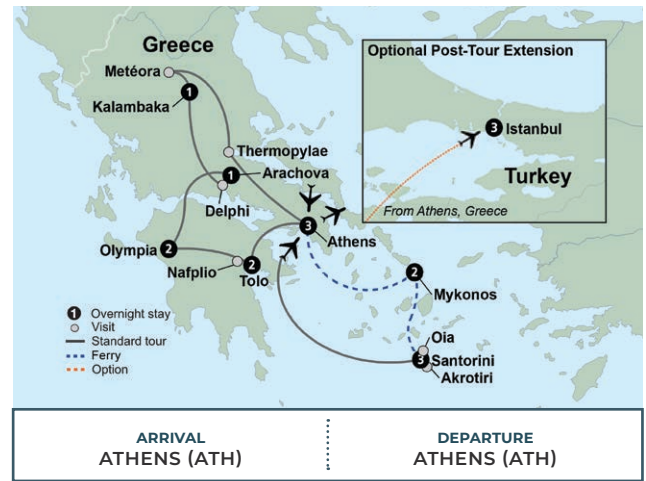 Greece
Metéora
1
Kalambaka
Thermopylae
1
Arachova
Delphi
3
Athens
Olympia 2
Nafplio
2
Tolo
2
Mykonos
Oia
3 Santorini
Akrotiri
Optional Post-Tour Extension
3 Istanbul
Turkey
From Athens, Greece
1 Overnight stay
Visit
Standard tour
Ferry
Option
ARRIVAL
ATHENS (ATH)
DEPARTURE
ATHENS (ATH)